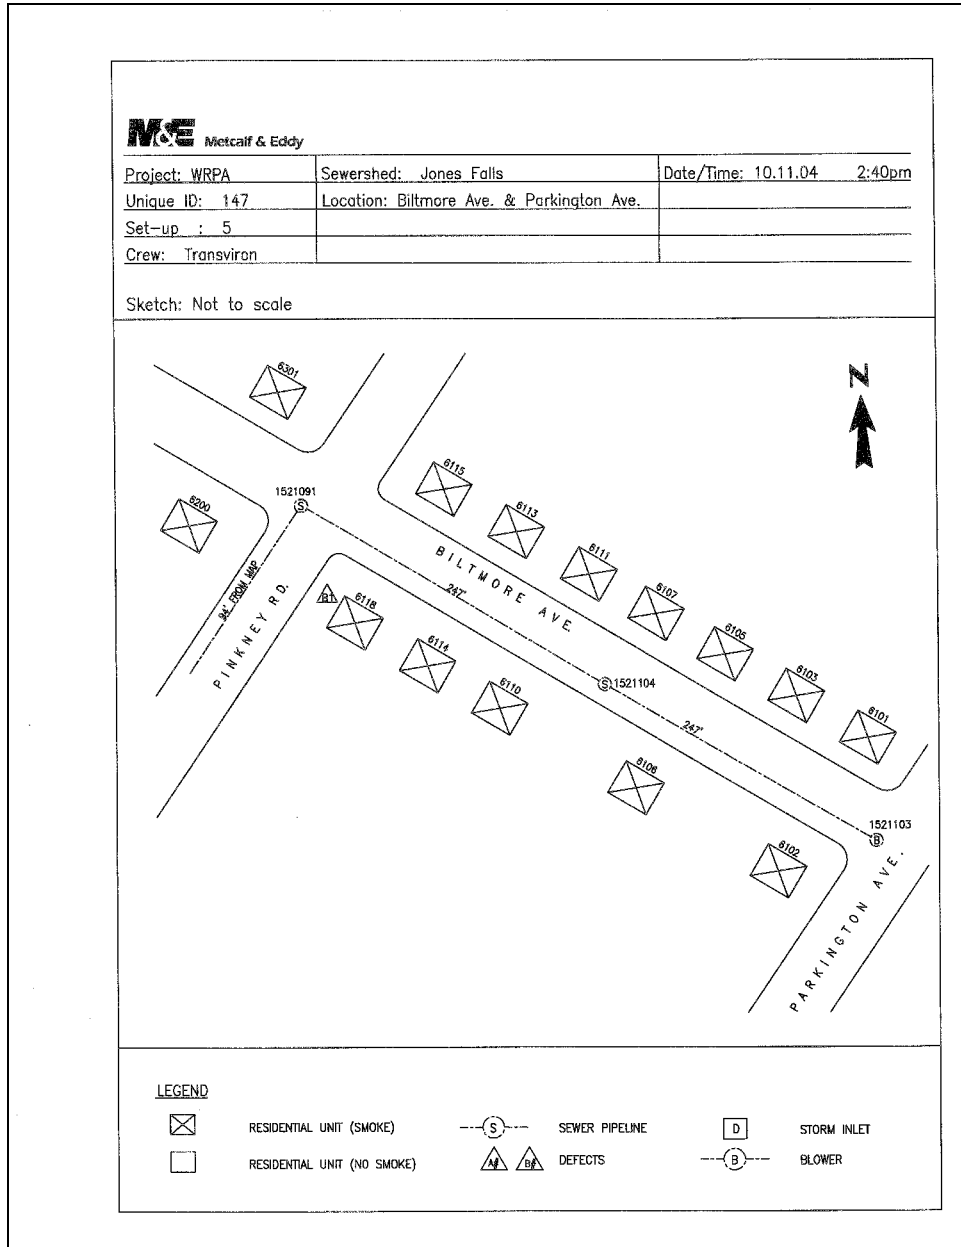 M&E Metcalf & Eddy
Project: WRPA Sewershed: Jones Falls Date/Time: 10.11.04 2:40pm
Unique ID: 147 Location: Biltmore Ave. & Parkington Ave.
Set-up : 5
Crew: Transviron
Sketch: Not to scale
6301
N
6115
1521091
S
6200
6113
6111
BILTMORE AVE.
94' FROM MAP
PINKNEY RD.
B1
6118
247'
6107
6114
6105
6110
S 1521104
6103
247'
6101
6106
1521103
B
6102
PARKINGTON AVE.
LEGEND
RESIDENTIAL UNIT (SMOKE) S SEWER PIPELINE D STORM INLET
RESIDENTIAL UNIT (NO SMOKE) A# B# DEFECTS B BLOWER